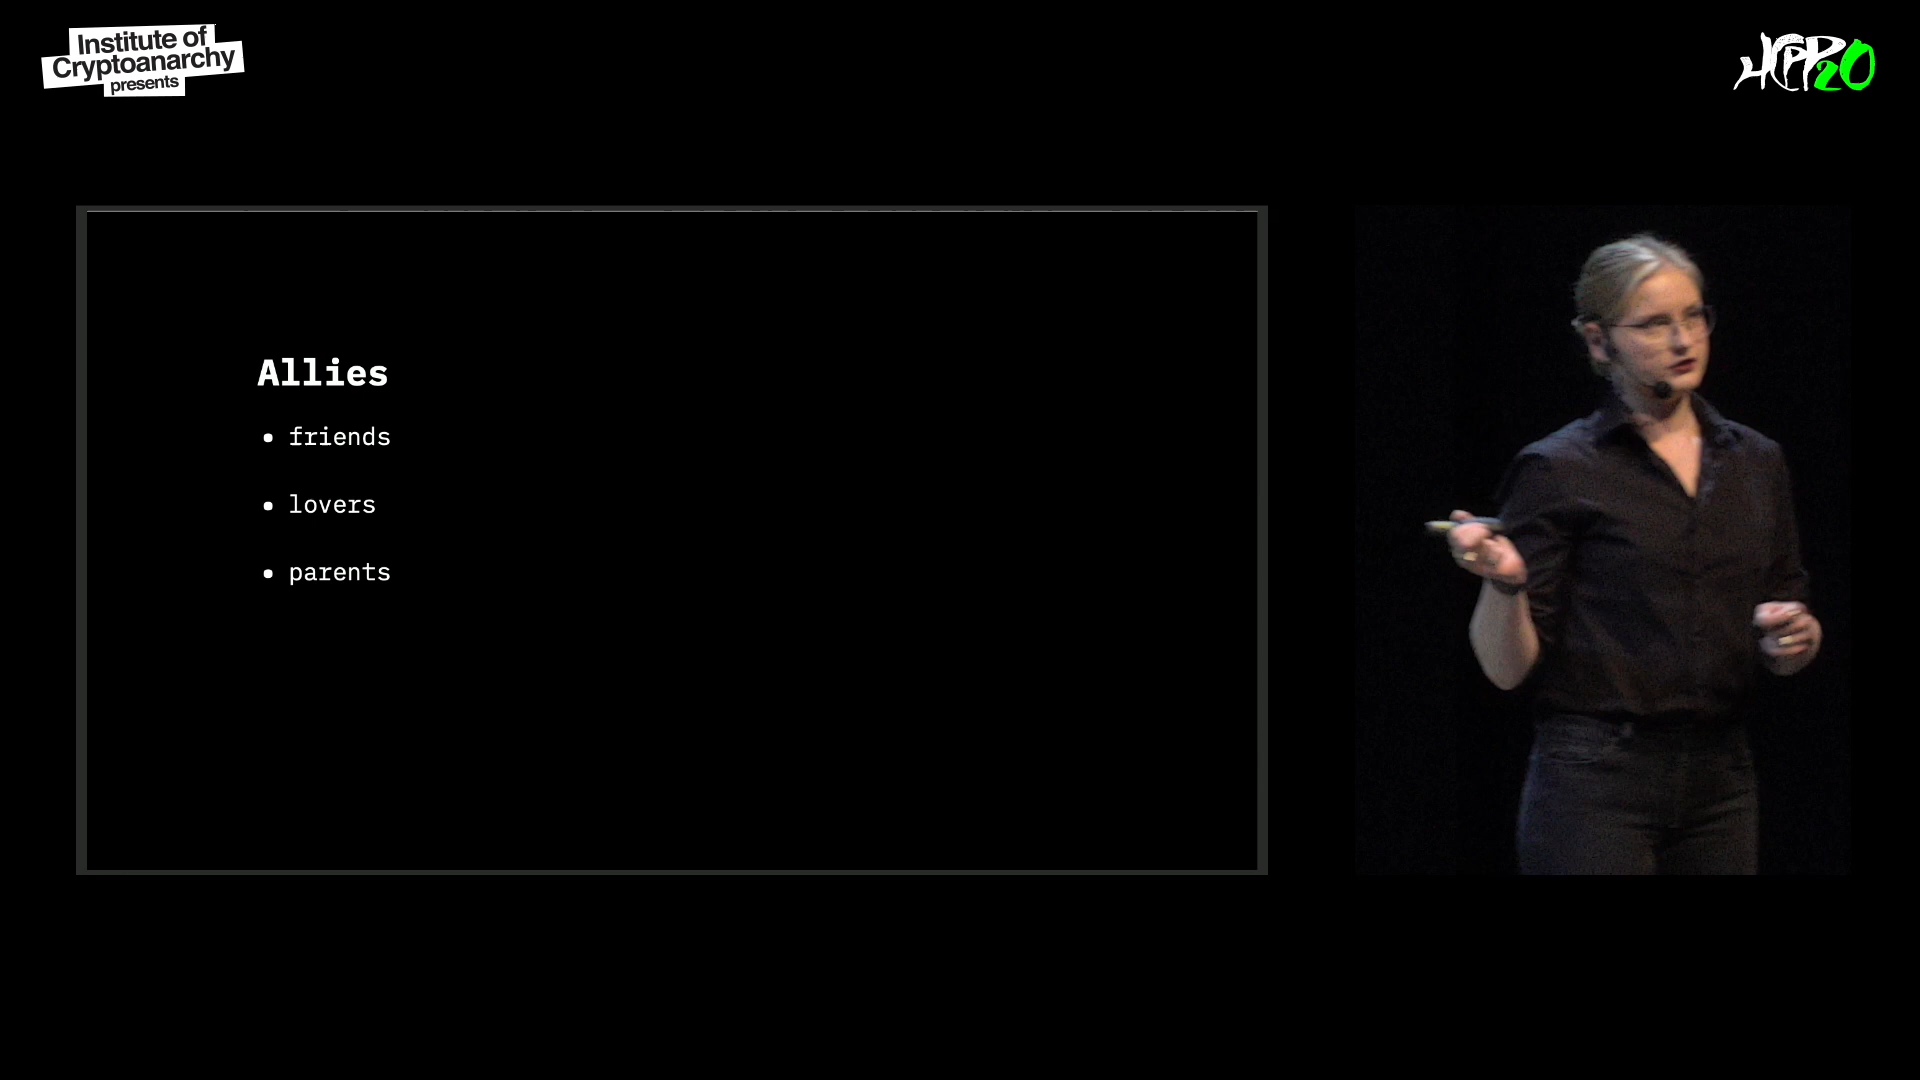 Institute of
Cryptoanarchy
presents
HCPP20
Allies
• friends
• lovers
• parents